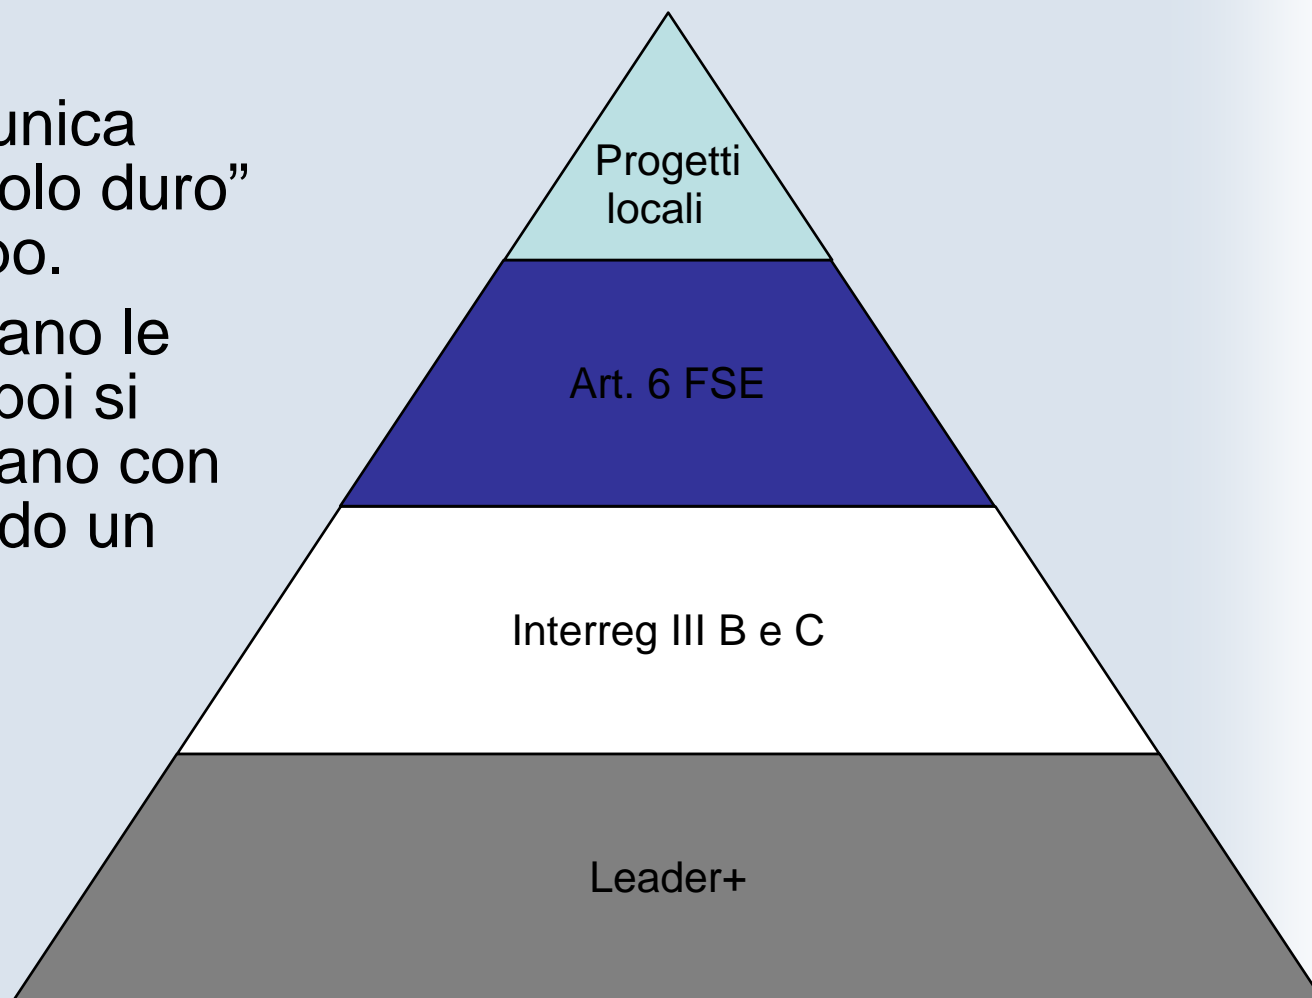 unica
olo duro”
oo.
ano le
poi si
ano con
do un
Progetti
locali
Art. 6 FSE
Interreg III B e C
Leader+